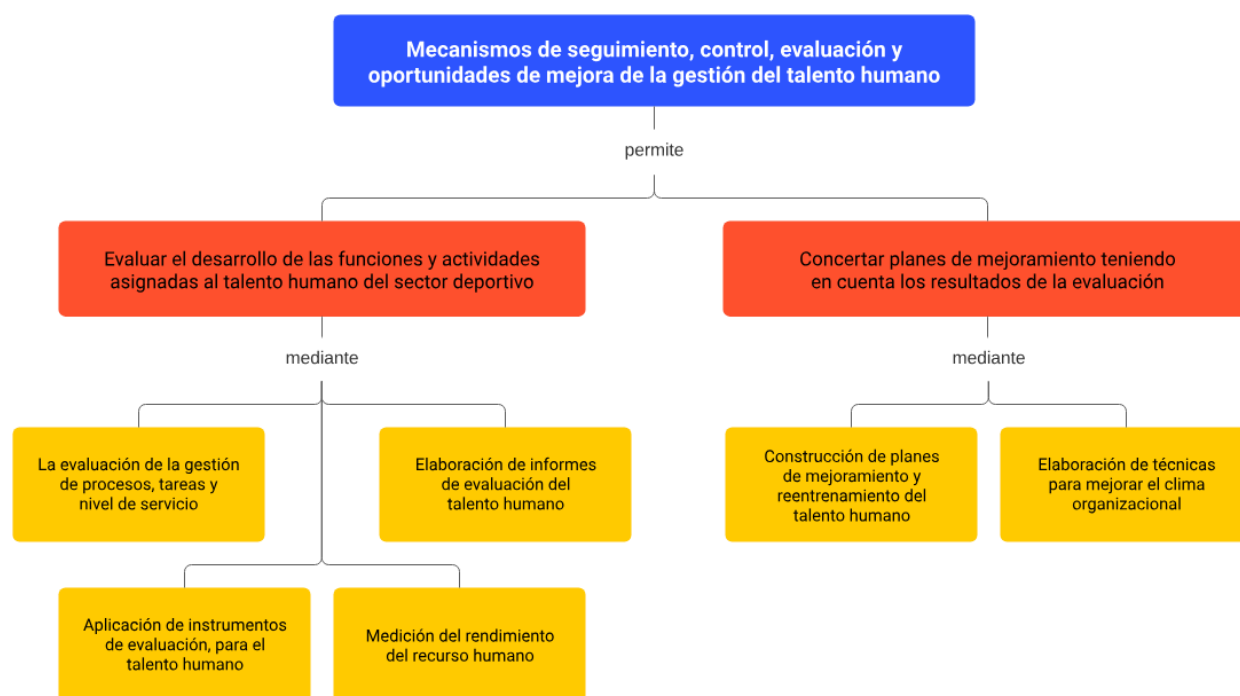 Mecanismos de seguimiento, control, evaluación y
oportunidades de mejora de la gestión del talento humano
permite
Evaluar el desarrollo de las funciones y actividades
asignadas al talento humano del sector deportivo
Concertar planes de mejoramiento teniendo
en cuenta los resultados de la evaluación
mediante
mediante
La evaluación de la gestión
de procesos, tareas y
nivel de servicio
Elaboración de informes
de evaluación del
talento humano
Construcción de planes
de mejoramiento y
reentrenamiento del
talento humano
Elaboración de técnicas
para mejorar el clima
organizacional
Aplicación de instrumentos
de evaluación, para el
talento humano
Medición del rendimiento
del recurso humano